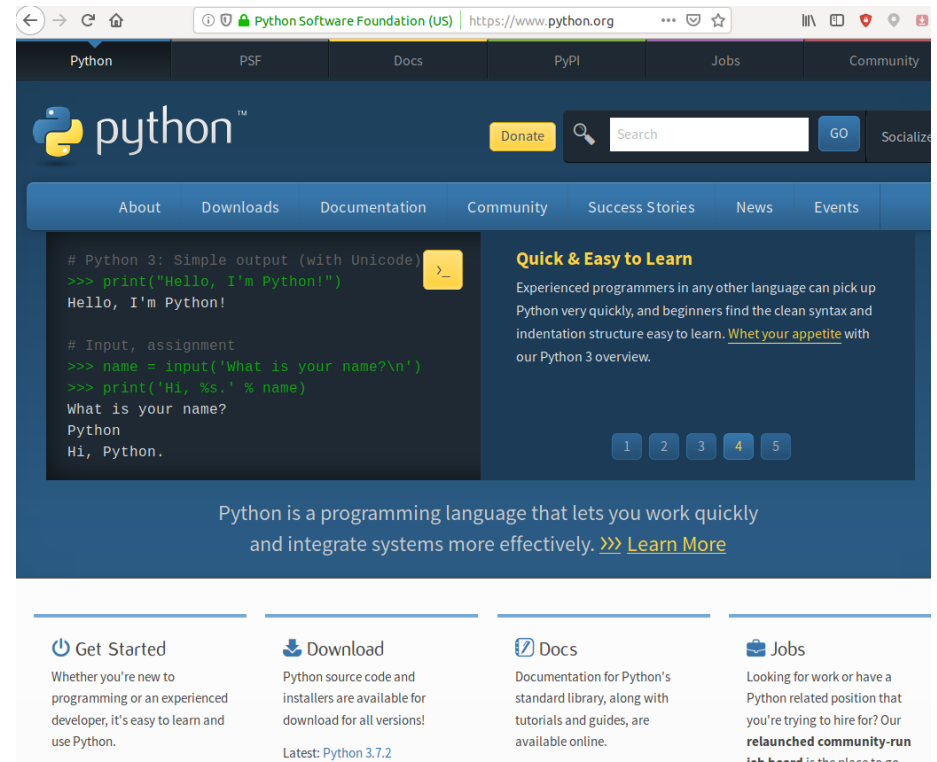 Python Software Foundation (US) https://www.python.org
Python PSF Docs PyPI Jobs Community
python™
Donate Search GO Socialize
About Downloads Documentation Community Success Stories News Events
# Python 3: Simple output (with Unicode)
>>> print("Hello, I'm Python!")
Hello, I'm Python!
# Input, assignment
>>> name = input('What is your name?\n')
>>> print('Hi, %s.' % name)
What is your name?
Python
Hi, Python.
>_
Quick & Easy to Learn
Experienced programmers in any other language can pick up
Python very quickly, and beginners find the clean syntax and
indentation structure easy to learn. Whet your appetite with
our Python 3 overview.
1 2 3 4 5
Python is a programming language that lets you work quickly
and integrate systems more effectively. >>> Learn More
Get Started
Whether you're new to
programming or an experienced
developer, it's easy to learn and
use Python.
Download
Python source code and
installers are available for
download for all versions!
Latest: Python 3.7.2
Docs
Documentation for Python's
standard library, along with
tutorials and guides, are
available online.
Jobs
Looking for work or have a
Python related position that
you're trying to hire for? Our
relaunched community-run
job board is the place to go.